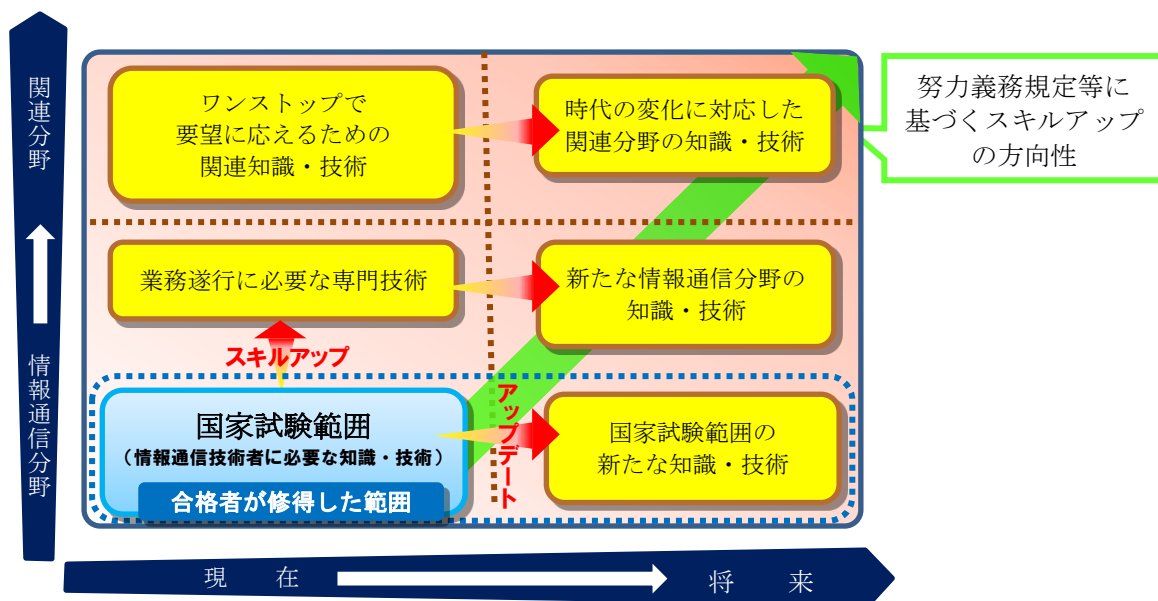 関連分野
情報通信分野
ワンストップで
要望に応えるための
関連知識・技術
時代の変化に対応した
関連分野の知識・技術
努力義務規定等に
基づくスキルアップ
の方向性
業務遂行に必要な専門技術
新たな情報通信分野の
知識・技術
スキルアップ
国家試験範囲
(情報通信技術者に必要な知識・技術)
合格者が修得した範囲
アップデート
国家試験範囲の
新たな知識・技術
現在
将来